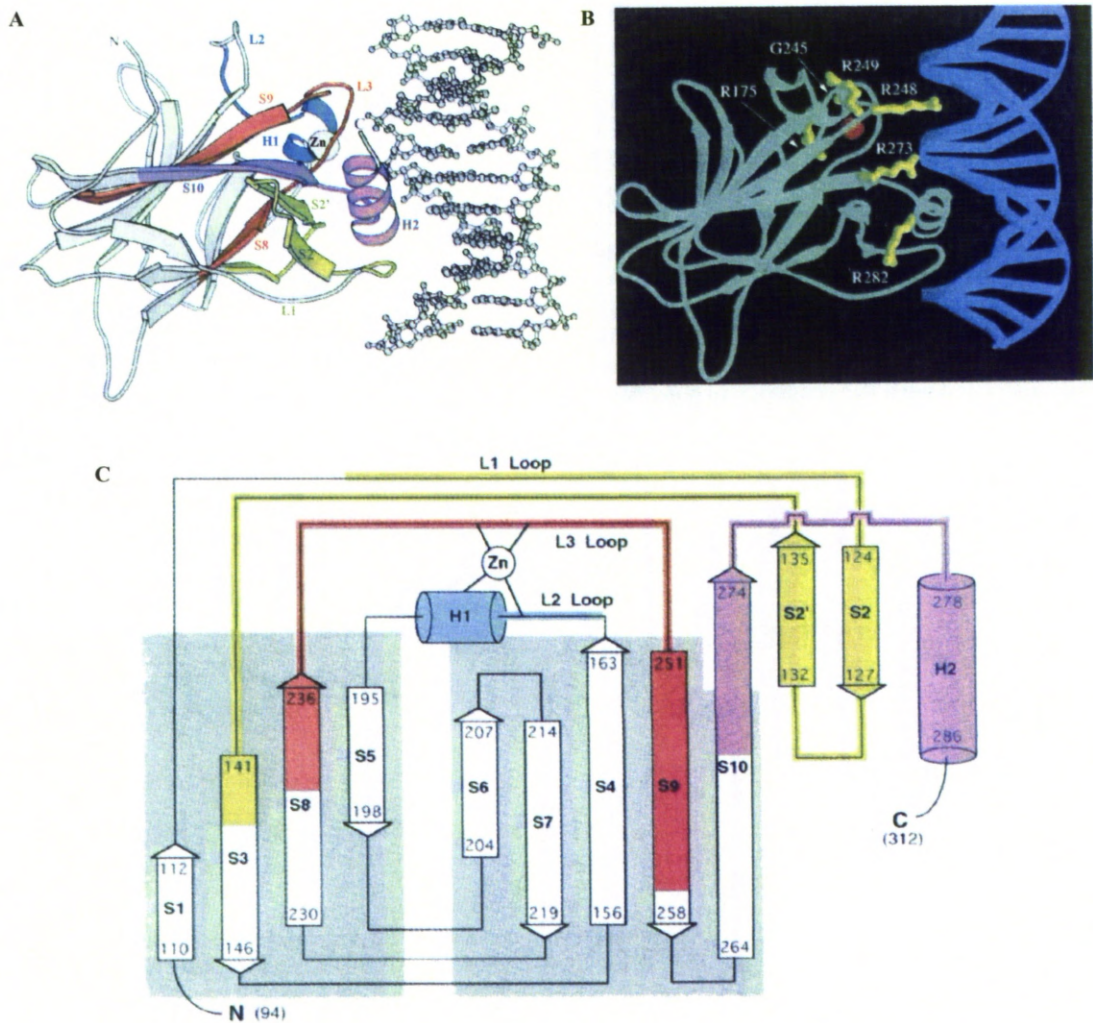 A
N
L2
S9
L3
H1
Zn
S10
S2'
H2
S8
S2
L1
B
G245
R249
R175
R248
R273
R282
C
L1 Loop
L3 Loop
Zn
L2 Loop
H1
135
124
S2'
S2
132
127
278
H2
286
C
(312)
274
S10
264
163
S4
156
251
S9
258
236
S8
230
195
S5
198
207
S6
204
214
S7
219
141
S3
146
112
S1
110
N (94)